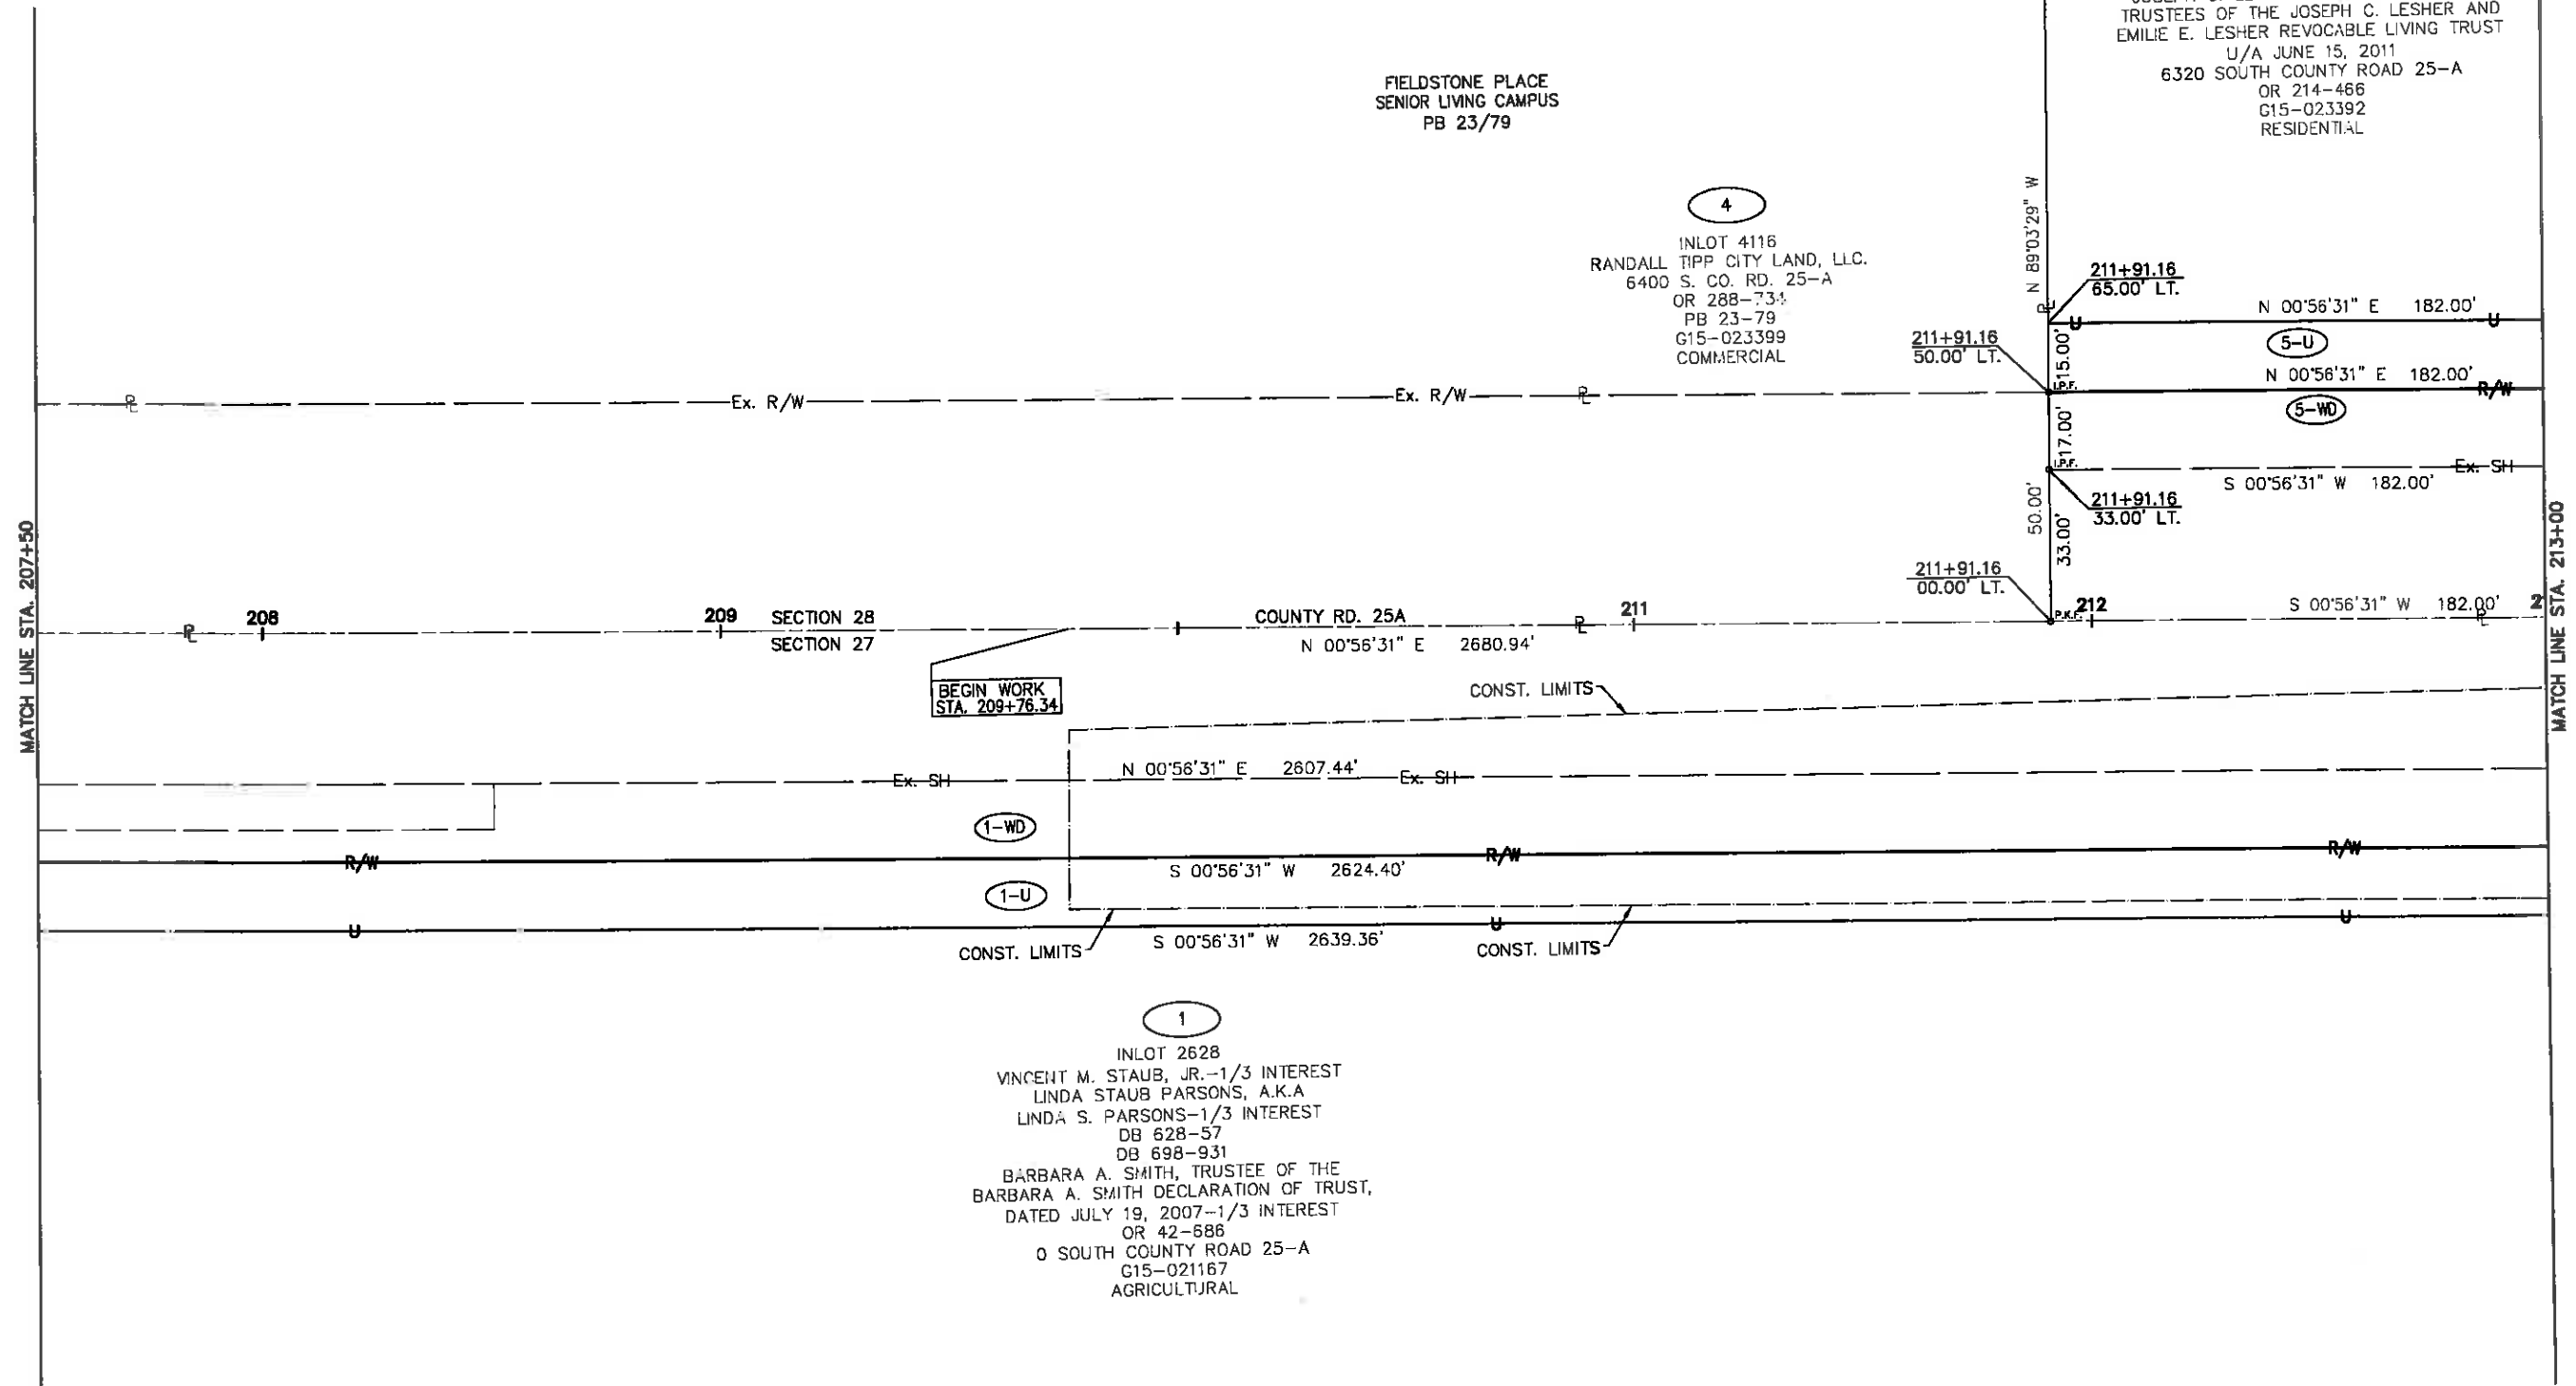 TRUSTEES OF THE JOSEPH C. LESHER AND
EMILIE E. LESHER REVOCABLE LIVING TRUST
U/A JUNE 15, 2011
6320 SOUTH COUNTY ROAD 25-A
OR 214-466
G15-023392
RESIDENTIAL
FIELDSTONE PLACE
SENIOR LIVING CAMPUS
PB 23/79
4
INLOT 4116
RANDALL TIPP CITY LAND, LLC.
6400 S. CO. RD. 25-A
OR 288-734
PB 23-79
G15-023399
COMMERCIAL
N 89°03'29" W
PL
211+91.16
65.00' LT.
N 00°56'31" E 182.00'
U
U
5-U
15.00'
211+91.16
50.00' LT.
I.P.F.
N 00°56'31" E 182.00'
R/W
5-WD
PL
Ex. R/W
Ex. R/W
PL
17.00'
I.P.F.
Ex. SH
S 00°56'31" W 182.00'
211+91.16
33.00' LT.
50.00'
33.00'
211+91.16
00.00' LT.
P.K.F.
MATCH LINE STA. 207+50
MATCH LINE STA. 213+00
PL
208
209
SECTION 28
SECTION 27
COUNTY RD. 25A
N 00°56'31" E 2680.94'
PL
211
212
S 00°56'31" W 182.00'
PL
2
BEGIN WORK
STA. 209+76.34
CONST. LIMITS
Ex. SH
N 00°56'31" E 2607.44'
Ex. SH
1-WD
R/W
R/W
R/W
S 00°56'31" W 2624.40'
1-U
U
U
U
CONST. LIMITS
S 00°56'31" W 2639.36'
CONST. LIMITS
1
INLOT 2628
VINCENT M. STAUB, JR.-1/3 INTEREST
LINDA STAUB PARSONS, A.K.A
LINDA S. PARSONS-1/3 INTEREST
DB 628-57
DB 698-931
BARBARA A. SMITH, TRUSTEE OF THE
BARBARA A. SMITH DECLARATION OF TRUST,
DATED JULY 19, 2007-1/3 INTEREST
OR 42-686
0 SOUTH COUNTY ROAD 25-A
G15-021167
AGRICULTURAL